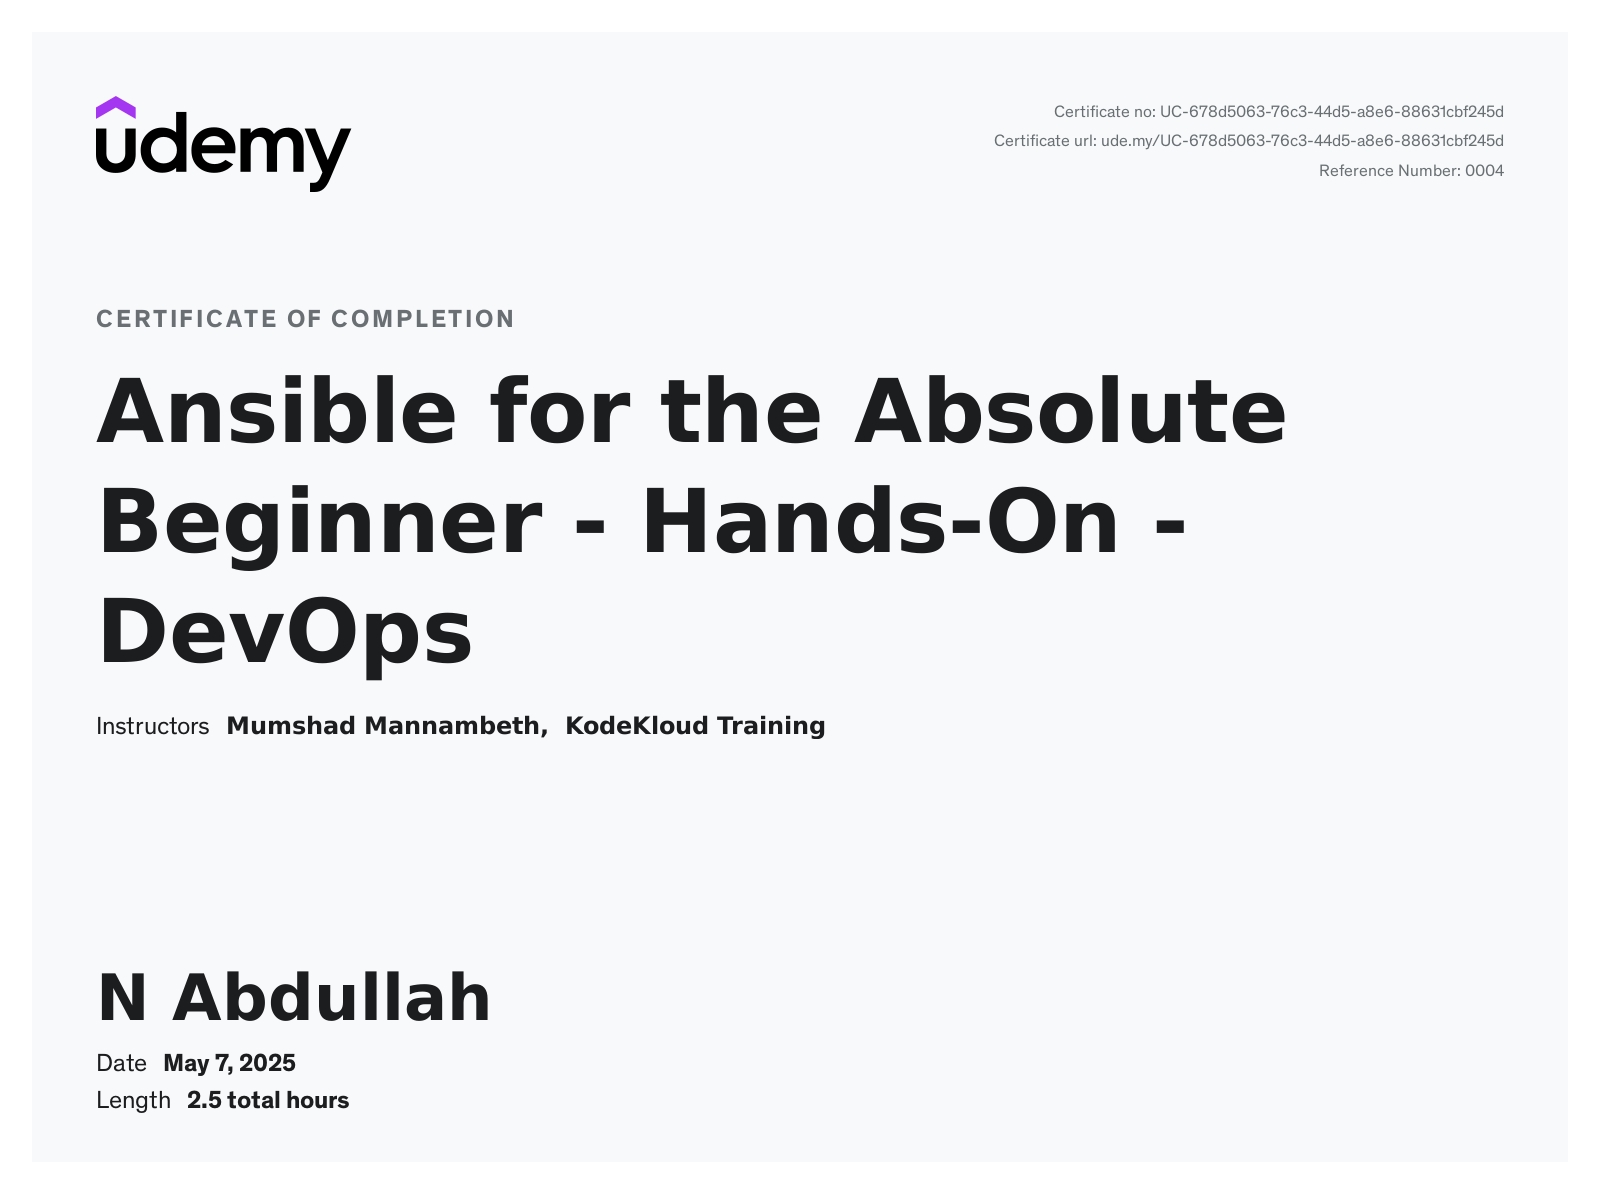 udemy
Certificate no: UC-678d5063-76c3-44d5-a8e6-88631cbf245d
Certificate url: ude.my/UC-678d5063-76c3-44d5-a8e6-88631cbf245d
Reference Number: 0004
CERTIFICATE OF COMPLETION
Ansible for the Absolute
Beginner - Hands-On -
DevOps
Instructors Mumshad Mannambeth, KodeKloud Training
N Abdullah
Date May 7, 2025
Length 2.5 total hours